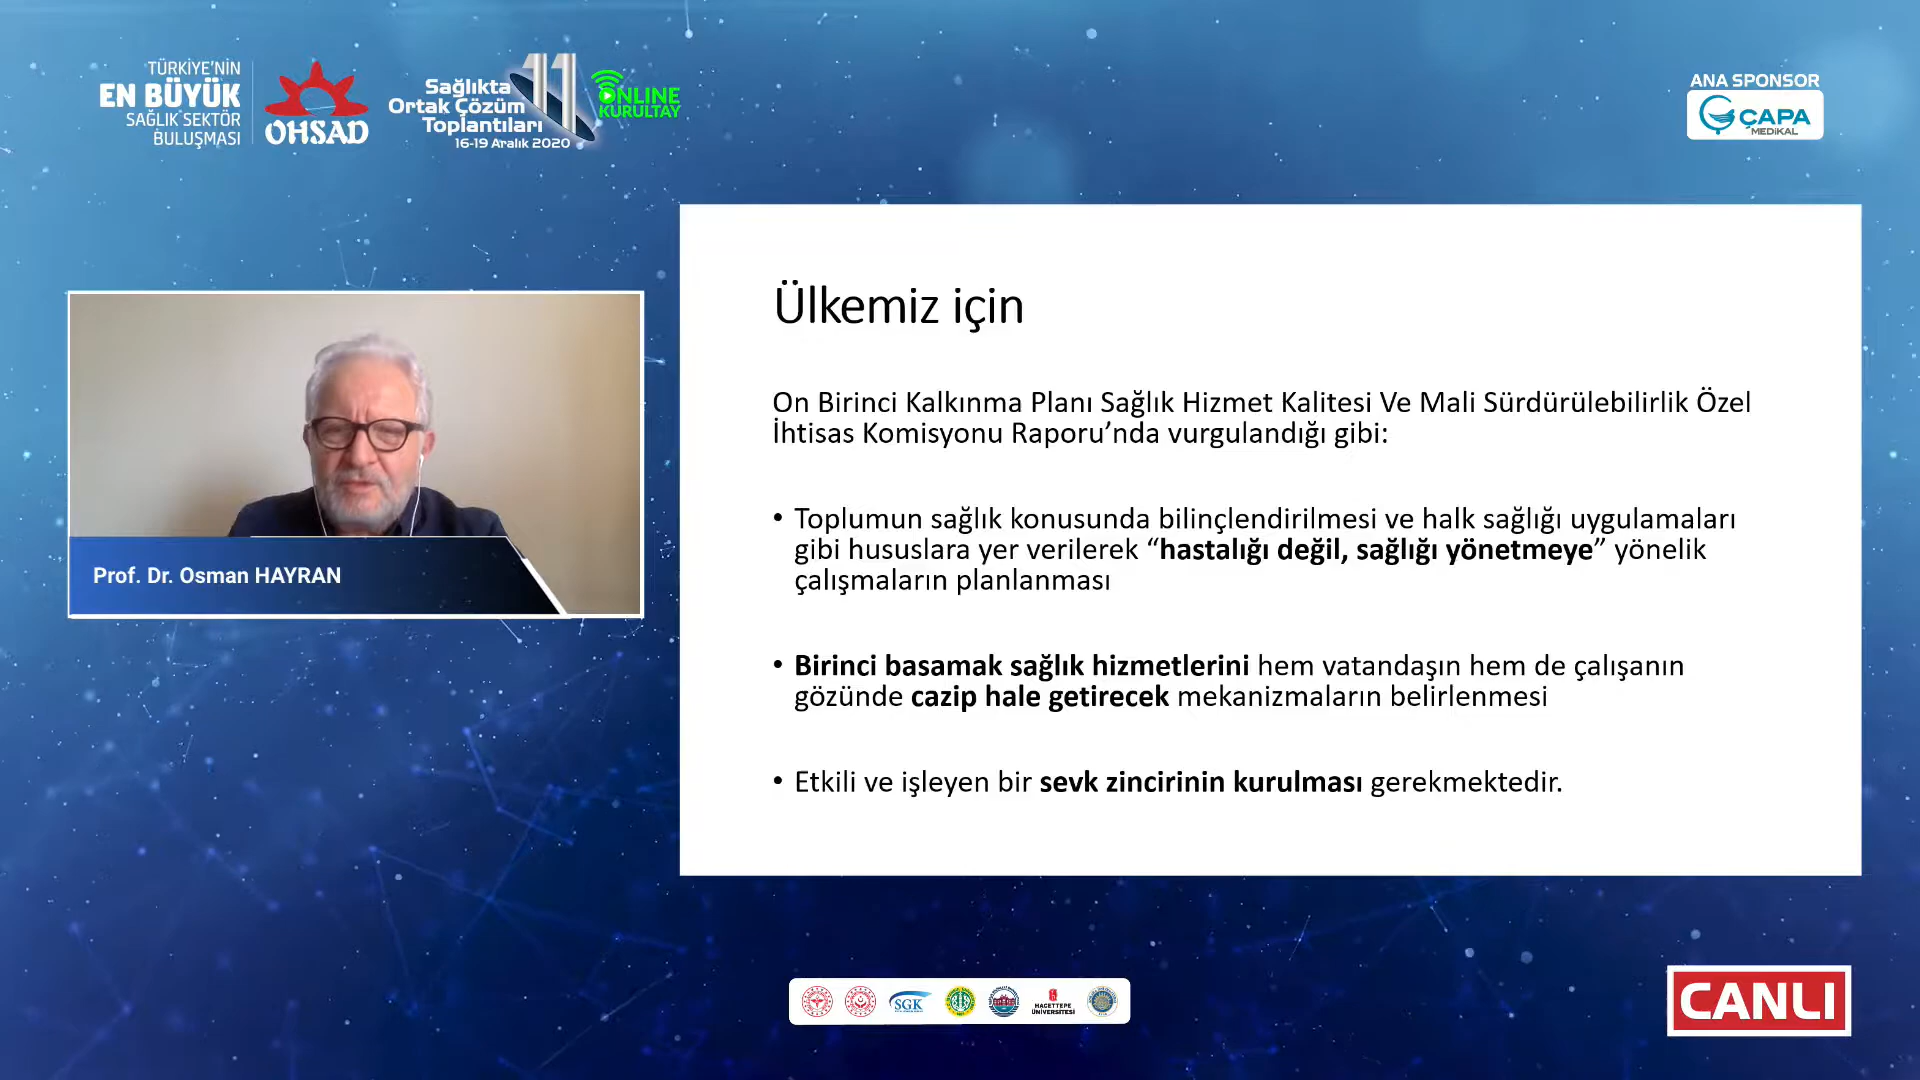 TÜRKİYE'NİN
EN BÜYÜK
SAĞLIK SEKTÖR
BULUŞMASI
OHSAD
Sağlıkta
Ortak Çözüm
Toplantıları
11
16-19 Aralık 2020
ONLINE
KURULTAY
ANA SPONSOR
ÇAPA
MEDİKAL
Prof. Dr. Osman HAYRAN
Ülkemiz için
On Birinci Kalkınma Planı Sağlık Hizmet Kalitesi Ve Mali Sürdürülebilirlik Özel
İhtisas Komisyonu Raporu’nda vurgulandığı gibi:
• Toplumun sağlık konusunda bilinçlendirilmesi ve halk sağlığı uygulamaları
gibi hususlara yer verilerek “hastalığı değil, sağlığı yönetmeye” yönelik
çalışmaların planlanması
• Birinci basamak sağlık hizmetlerini hem vatandaşın hem de çalışanın
gözünde cazip hale getirecek mekanizmaların belirlenmesi
• Etkili ve işleyen bir sevk zincirinin kurulması gerekmektedir.
SGK
HACETTEPE
ÜNİVERSİTESİ
CANLI